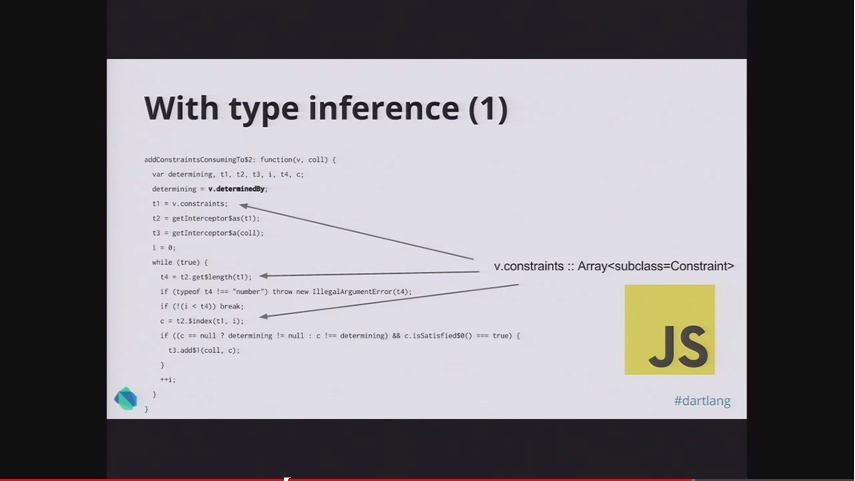 With type inference (1)
addConstraintsConsumingTo$2: function(v, coll) {
var determining, t1, t2, t3, i, t4, c;
determining = v.determinedBy;
t1 = v.constraints;
t2 = getInterceptor$as(t1);
t3 = getInterceptor$a(coll);
i = 0;
while (true) {
t4 = t2.get$length(t1);
if (typeof t4 !== "number") throw new IllegalArgumentError(t4);
if (!(i < t4)) break;
c = t2.$index(t1, i);
if ((c == null ? determining != null : c !== determining) && c.isSatisfied$0() === true) {
t3.add$1(coll, c);
}
++i;
}
}
v.constraints :: Array<subclass=Constraint>
JS
#dartlang